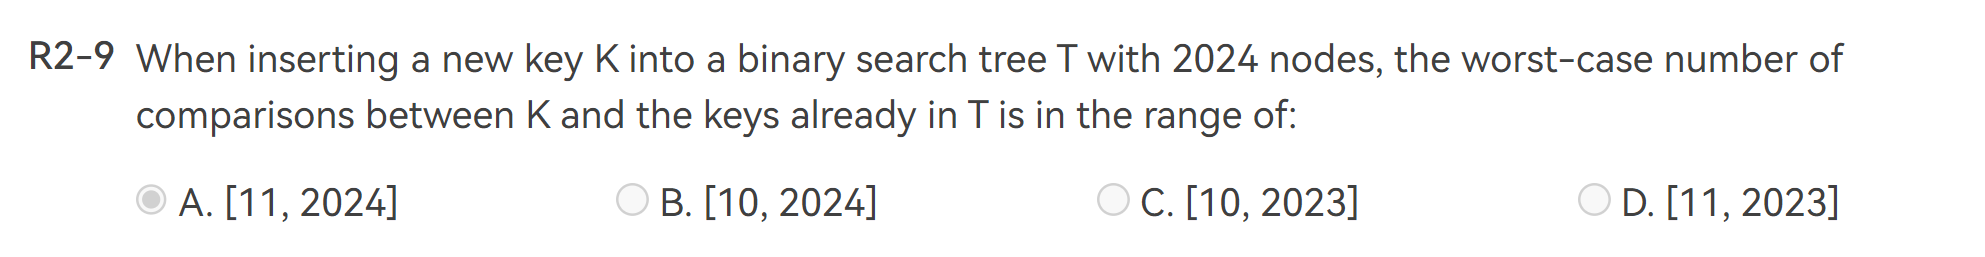 R2-9 When inserting a new key K into a binary search tree T with 2024 nodes, the worst-case number of
comparisons between K and the keys already in T is in the range of:
A. [11, 2024] B. [10, 2024] C. [10, 2023] D. [11, 2023]